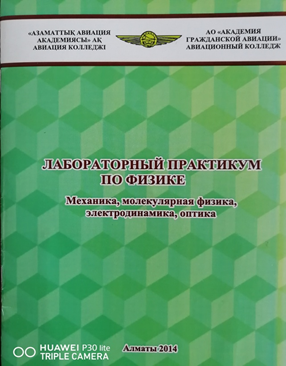 «АЗАМАТТЫҚ АВИАЦИЯ
АКАДЕМИЯСЫ» АҚ
АВИАЦИЯ КОЛЛЕДЖІ
АО «АКАДЕМИЯ
ГРАЖДАНСКОЙ АВИАЦИИ»
АВИАЦИОННЫЙ КОЛЛЕДЖ
ЛАБОРАТОРНЫЙ ПРАКТИКУМ
ПО ФИЗИКЕ
Механика, молекулярная физика,
электродинамика, оптика
Алматы 2014
HUAWEI P30 lite
TRIPLE CAMERA